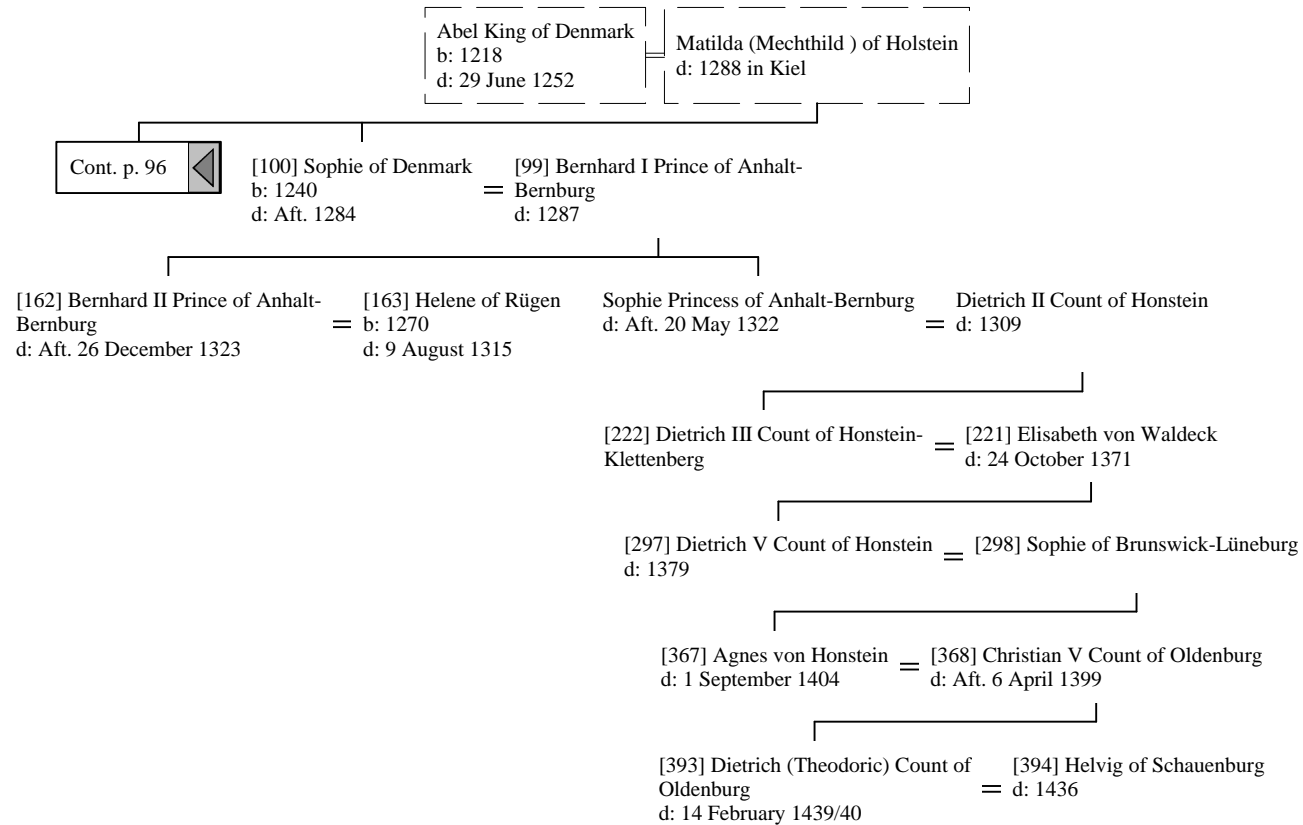 Abel King of Denmark
b: 1218
d: 29 June 1252
Matilda (Mechthild ) of Holstein
d: 1288 in Kiel
Cont. p. 96
[100] Sophie of Denmark
b: 1240
d: Aft. 1284
=
[99] Bernhard I Prince of Anhalt-
Bernburg
d: 1287
[162] Bernhard II Prince of Anhalt-
Bernburg
d: Aft. 26 December 1323
=
[163] Helene of Rügen
b: 1270
d: 9 August 1315
Sophie Princess of Anhalt-Bernburg
d: Aft. 20 May 1322
=
Dietrich II Count of Honstein
d: 1309
[222] Dietrich III Count of Honstein-
Klettenberg
=
[221] Elisabeth von Waldeck
d: 24 October 1371
[297] Dietrich V Count of Honstein
d: 1379
=
[298] Sophie of Brunswick-Lüneburg
[367] Agnes von Honstein
d: 1 September 1404
=
[368] Christian V Count of Oldenburg
d: Aft. 6 April 1399
[393] Dietrich (Theodoric) Count of
Oldenburg
d: 14 February 1439/40
=
[394] Helvig of Schauenburg
d: 1436